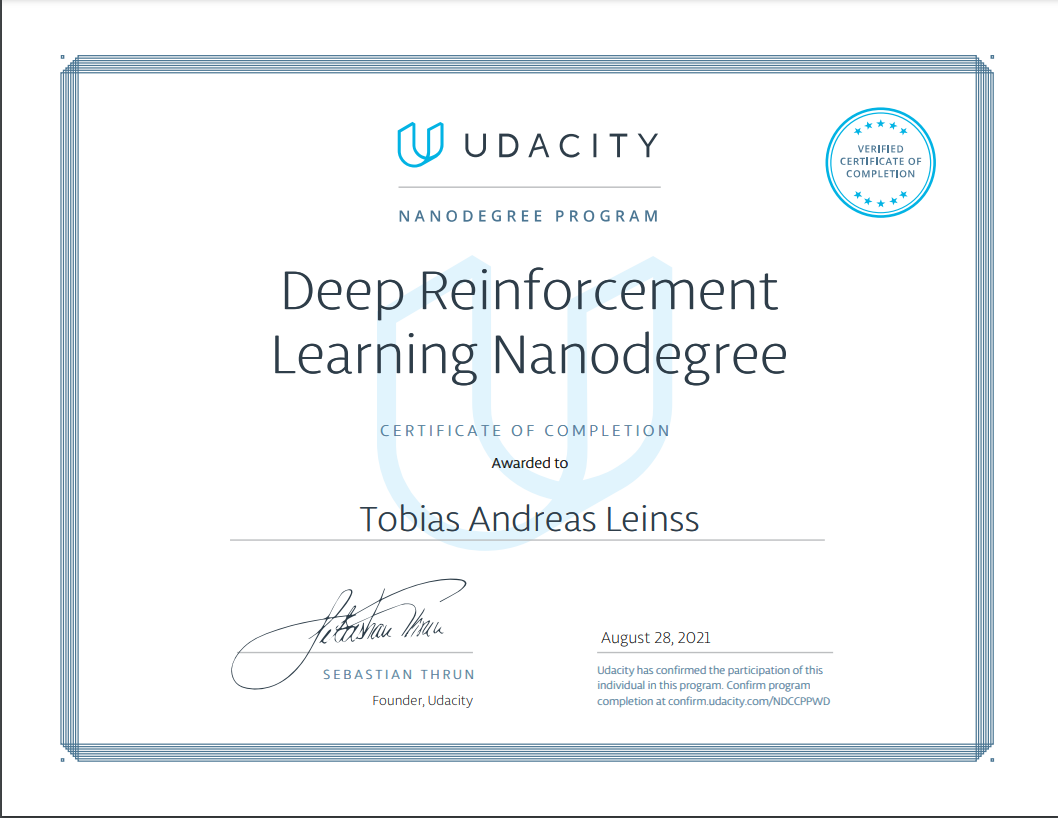 UDACITY
VERIFIED
CERTIFICATE OF
COMPLETION
NANODEGREE PROGRAM
Deep Reinforcement
Learning Nanodegree
CERTIFICATE OF COMPLETION
Awarded to
Tobias Andreas Leinss
Sebastian Thrun
SEBASTIAN THRUN
Founder, Udacity
August 28, 2021
Udacity has confirmed the participation of this
individual in this program. Confirm program
completion at confirm.udacity.com/NDCCPPWD